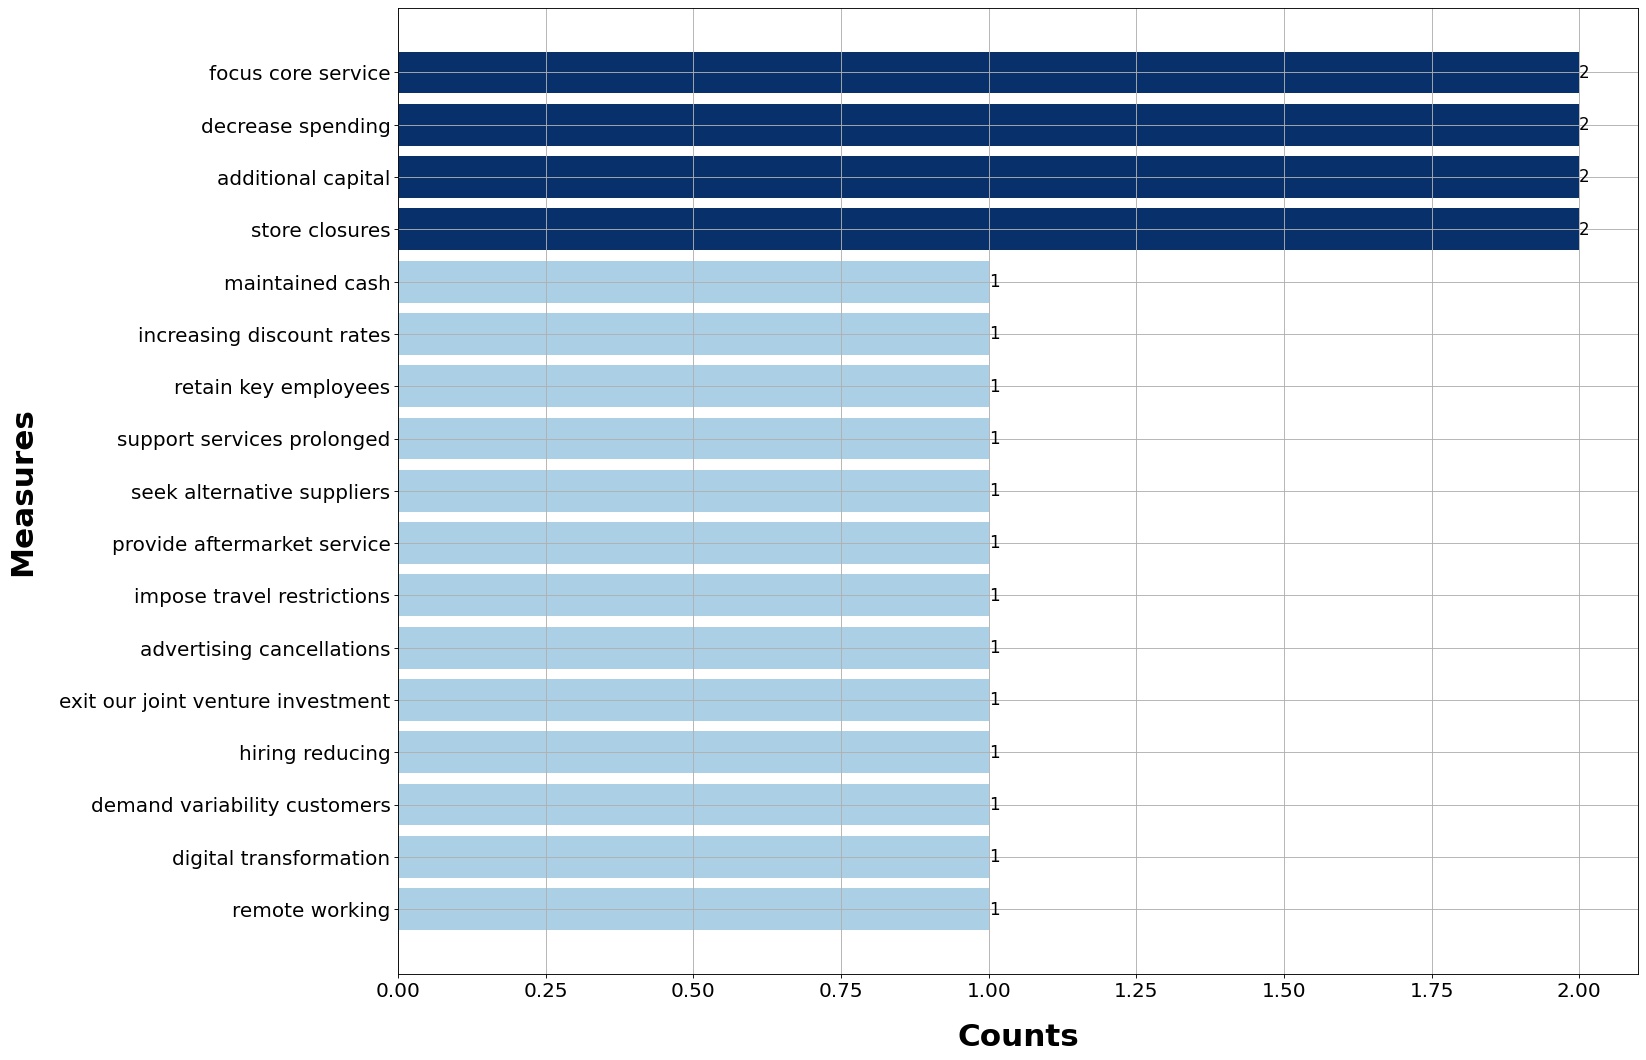 focus core service 2
decrease spending 2
additional capital 2
store closures 2
maintained cash 1
increasing discount rates 1
retain key employees 1
support services prolonged 1
seek alternative suppliers 1
provide aftermarket service 1
impose travel restrictions 1
advertising cancellations 1
exit our joint venture investment 1
hiring reducing 1
demand variability customers 1
digital transformation 1
remote working 1
Measures
0.00 0.25 0.50 0.75 1.00 1.25 1.50 1.75 2.00
Counts